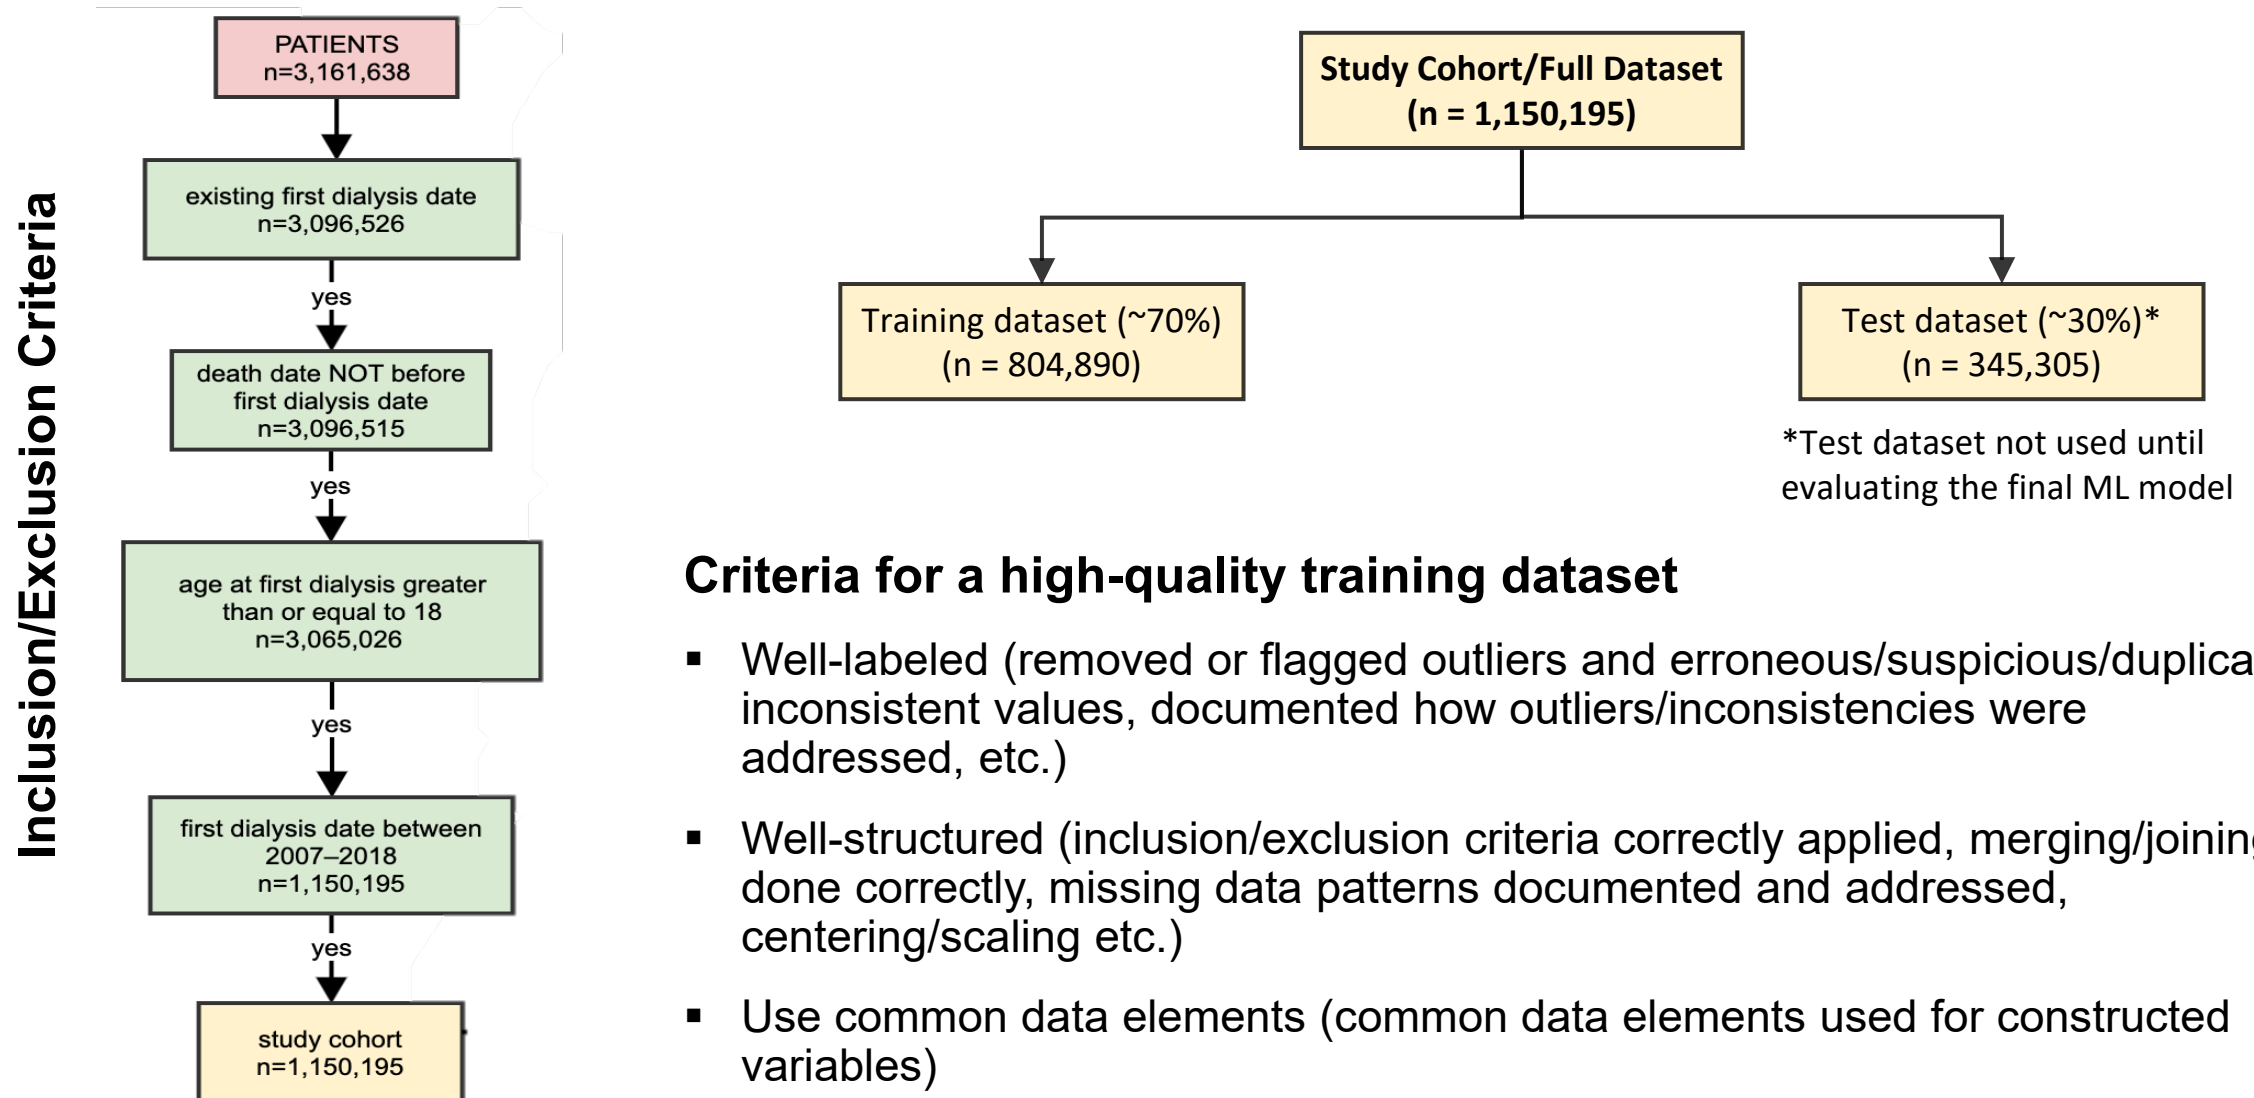 Inclusion/Exclusion Criteria
PATIENTS
n=3,161,638
existing first dialysis date
n=3,096,526
yes
death date NOT before
first dialysis date
n=3,096,515
yes
age at first dialysis greater
than or equal to 18
n=3,065,026
yes
first dialysis date between
2007–2018
n=1,150,195
yes
study cohort
n=1,150,195
Study Cohort/Full Dataset
(n = 1,150,195)
Training dataset (~70%)
(n = 804,890)
Test dataset (~30%)*
(n = 345,305)
*Test dataset not used until
evaluating the final ML model
Criteria for a high-quality training dataset
▪ Well-labeled (removed or flagged outliers and erroneous/suspicious/duplica
inconsistent values, documented how outliers/inconsistencies were
addressed, etc.)
▪ Well-structured (inclusion/exclusion criteria correctly applied, merging/joining
done correctly, missing data patterns documented and addressed,
centering/scaling etc.)
▪ Use common data elements (common data elements used for constructed
variables)